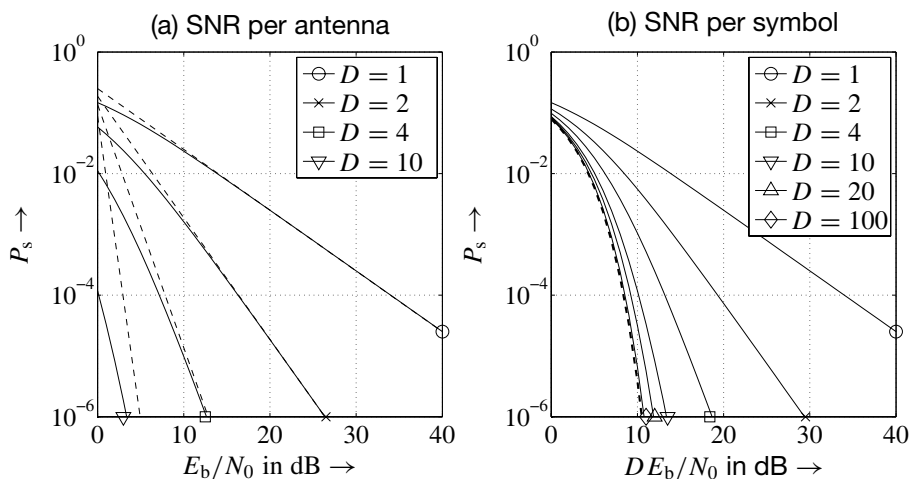 (a) SNR per antenna
10^0
10^-2
10^-4
10^-6
P_s →
D = 1
D = 2
D = 4
D = 10
0 10 20 30 40
E_b/N_0 in dB →
(b) SNR per symbol
10^0
10^-2
10^-4
10^-6
P_s →
D = 1
D = 2
D = 4
D = 10
D = 20
D = 100
0 10 20 30 40
D E_b/N_0 in dB →